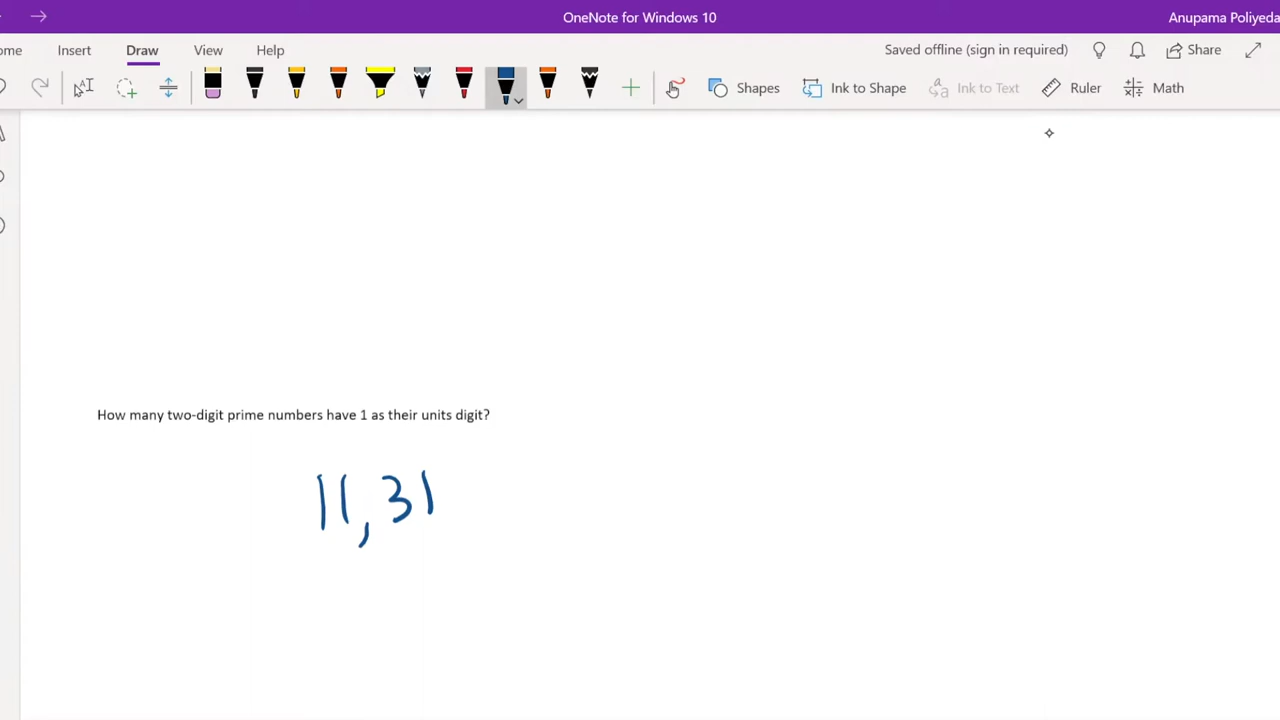 OneNote for Windows 10
Anupama Poliyeda
ome Insert Draw View Help Saved offline (sign in required) Share
Shapes Ink to Shape Ink to Text Ruler Math
How many two-digit prime numbers have 1 as their units digit?
11, 31